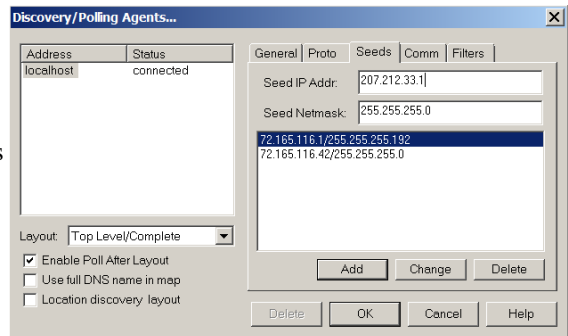 Discovery/Polling Agents...
Address Status
localhost connected
General Proto Seeds Comm Filters
Seed IP Addr: 207.212.33.1
Seed Netmask: 255.255.255.0
72.165.116.1/255.255.255.192
72.165.116.42/255.255.255.0
s
Layout: Top Level/Complete
Enable Poll After Layout
Use full DNS name in map
Location discovery layout
Add Change Delete
Delete OK Cancel Help